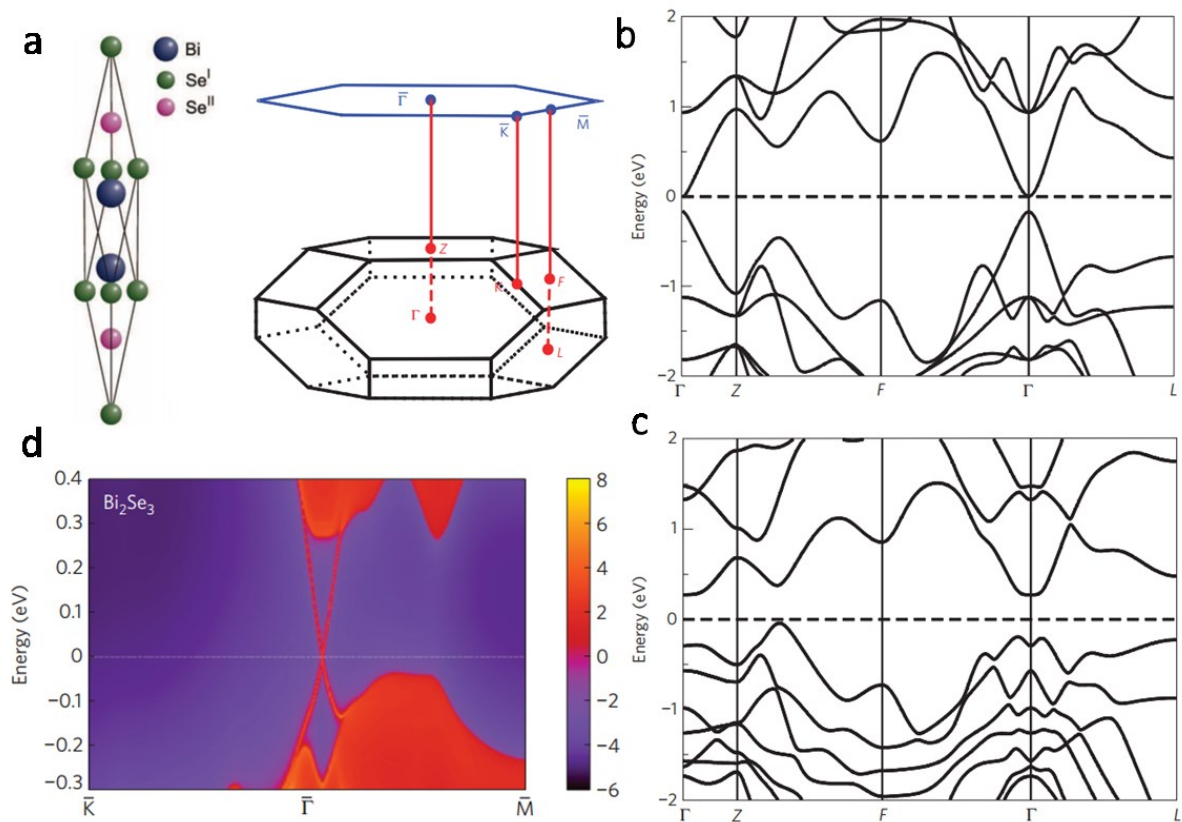 a
Bi
Se^I
Se^II
Γ̄
K̄
M̄
Z
Γ
K
F
L
b
Energy (eV)
2
1
0
−1
−2
Γ
Z
F
Γ
L
c
Energy (eV)
2
1
0
−1
−2
Γ
Z
F
Γ
L
d
Bi₂Se₃
Energy (eV)
0.4
0.3
0.2
0.1
0
−0.1
−0.2
−0.3
K̄
Γ̄
M̄
8
6
4
2
0
−2
−4
−6